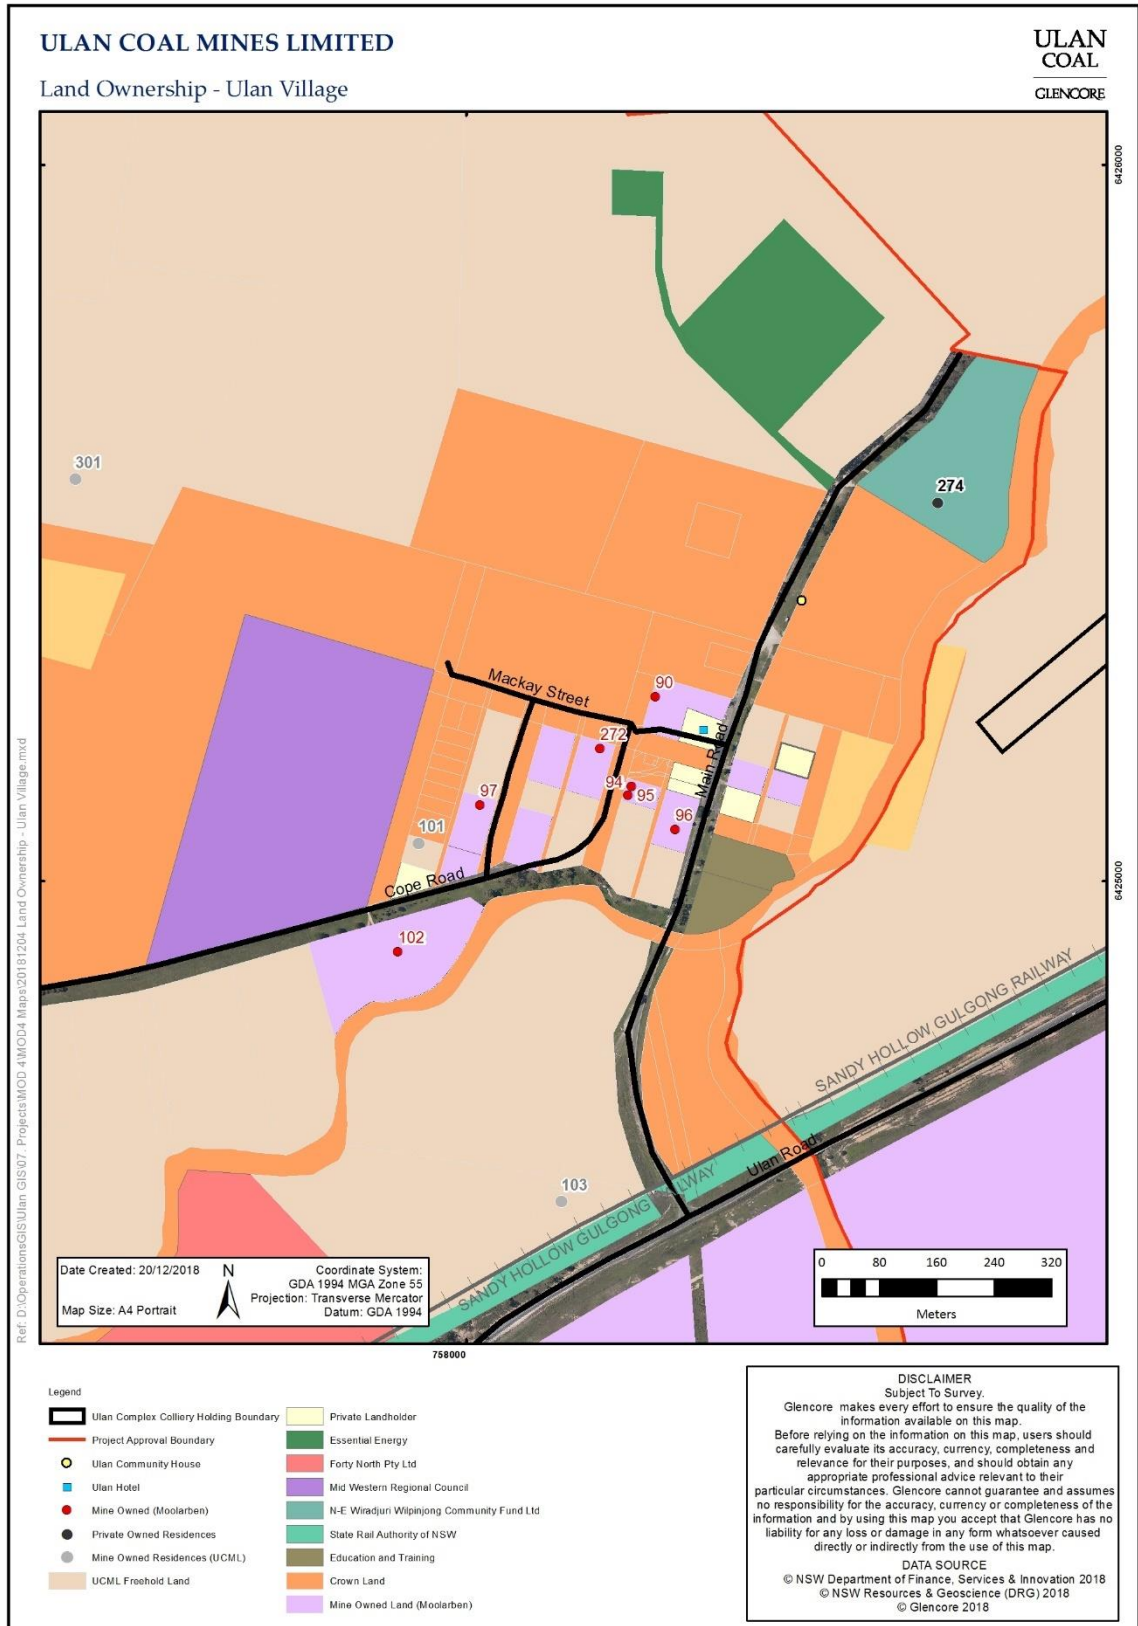 ULAN COAL MINES LIMITED
Land Ownership - Ulan Village
ULAN
COAL
GLENCORE
6426000
301
274
Mackay Street
90
272
94
95
Main Road
97
96
101
Cope Road
6425000
102
SANDY HOLLOW GULGONG RAILWAY
Ulan Road
103
SANDY HOLLOW GULGONG RAILWAY
Date Created: 20/12/2018
Map Size: A4 Portrait
N
Coordinate System:
GDA 1994 MGA Zone 55
Projection: Transverse Mercator
Datum: GDA 1994
0 40 80 160 240 320
Meters
758000
Ref: D:\OperationsGIS\Ulan GIS\07. Projects\MOD 4\MOD4 Maps\20181204 Land Ownership - Ulan Village.mxd
Legend
Ulan Complex Colliery Holding Boundary
Project Approval Boundary
Ulan Community House
Ulan Hotel
Mine Owned (Moolarben)
Private Owned Residences
Mine Owned Residences (UCML)
UCML Freehold Land
Private Landholder
Essential Energy
Forty North Pty Ltd
Mid Western Regional Council
N-E Wiradjuri Wilpinjong Community Fund Ltd
State Rail Authority of NSW
Education and Training
Crown Land
Mine Owned Land (Moolarben)
DISCLAIMER
Subject To Survey.
Glencore makes every effort to ensure the quality of the
information available on this map.
Before relying on the information on this map, users should
carefully evaluate its accuracy, currency, completeness and
relevance for their purposes, and should obtain any
appropriate professional advice relevant to their
particular circumstances. Glencore cannot guarantee and assumes
no responsibility for the accuracy, currency or completeness of the
information and by using this map you accept that Glencore has no
liability for any loss or damage in any form whatsoever caused
directly or indirectly from the use of this map.
DATA SOURCE
© NSW Department of Finance, Services & Innovation 2018
© NSW Resources & Geoscience (DRG) 2018
© Glencore 2018